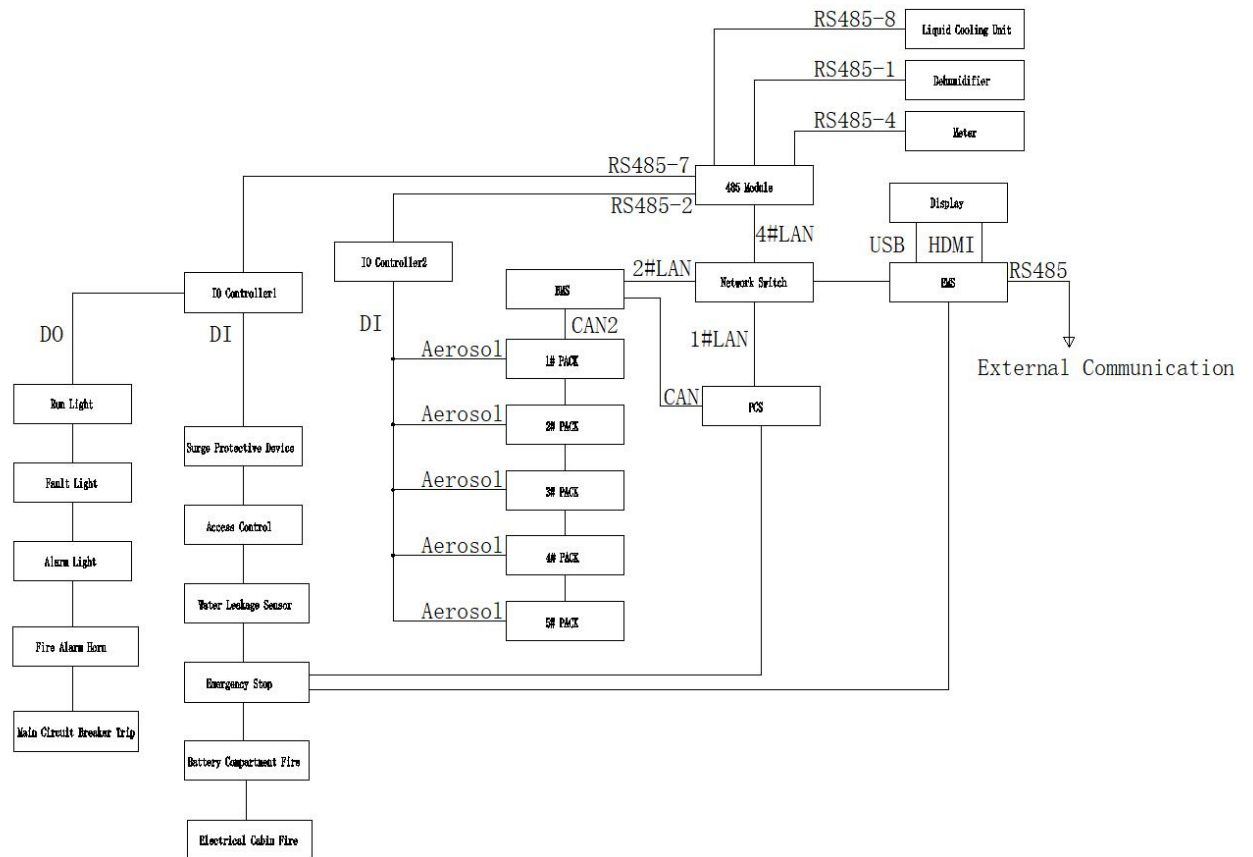 RS485-8
Liquid Cooling Unit
RS485-1
Dehumidifier
RS485-4
Meter
RS485-7
485 Module
RS485-2
Display
4#LAN
USB
HDMI
IO Controller2
2#LAN
RS485
IO Controller1
BMS
Network Switch
EMS
DO
DI
DI
CAN2
1#LAN
Aerosol
1# PACK
External Communication
Run Light
CAN
PCS
Aerosol
2# PACK
Surge Protective Device
Fault Light
Aerosol
3# PACK
Access Control
Alarm Light
Aerosol
4# PACK
Water Leakage Sensor
Aerosol
5# PACK
Fire Alarm Horn
Emergency Stop
Main Circuit Breaker Trip
Battery Compartment Fire
Electrical Cabin Fire